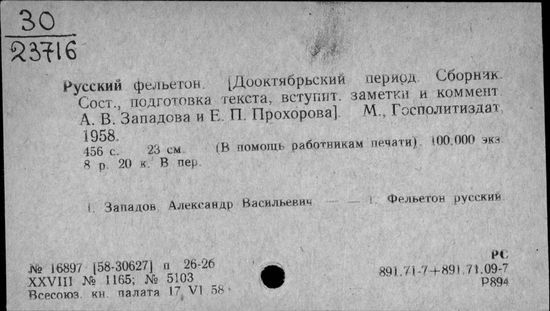 30
23716
Русский фельетон. [Дооктябрьский период. Сборник.
Сост., подготовка текста, вступит. заметки и коммент.
А. В. Западова и Е. П. Прохорова]. М., Госполитиздат,
1958.
456 с. 23 см. (В помощь работникам печати). 100.000 экз.
8 р. 20 к. В пер.
1. Западов, Александр Васильевич — — 1. Фельетон русский.
РС
№ 16897 [58-30627] п 26-26
891.71-7+891.71.09-7
XXVIII № 1165; № 5103
Р894
Всесоюз. кн. палата 17 VI 58